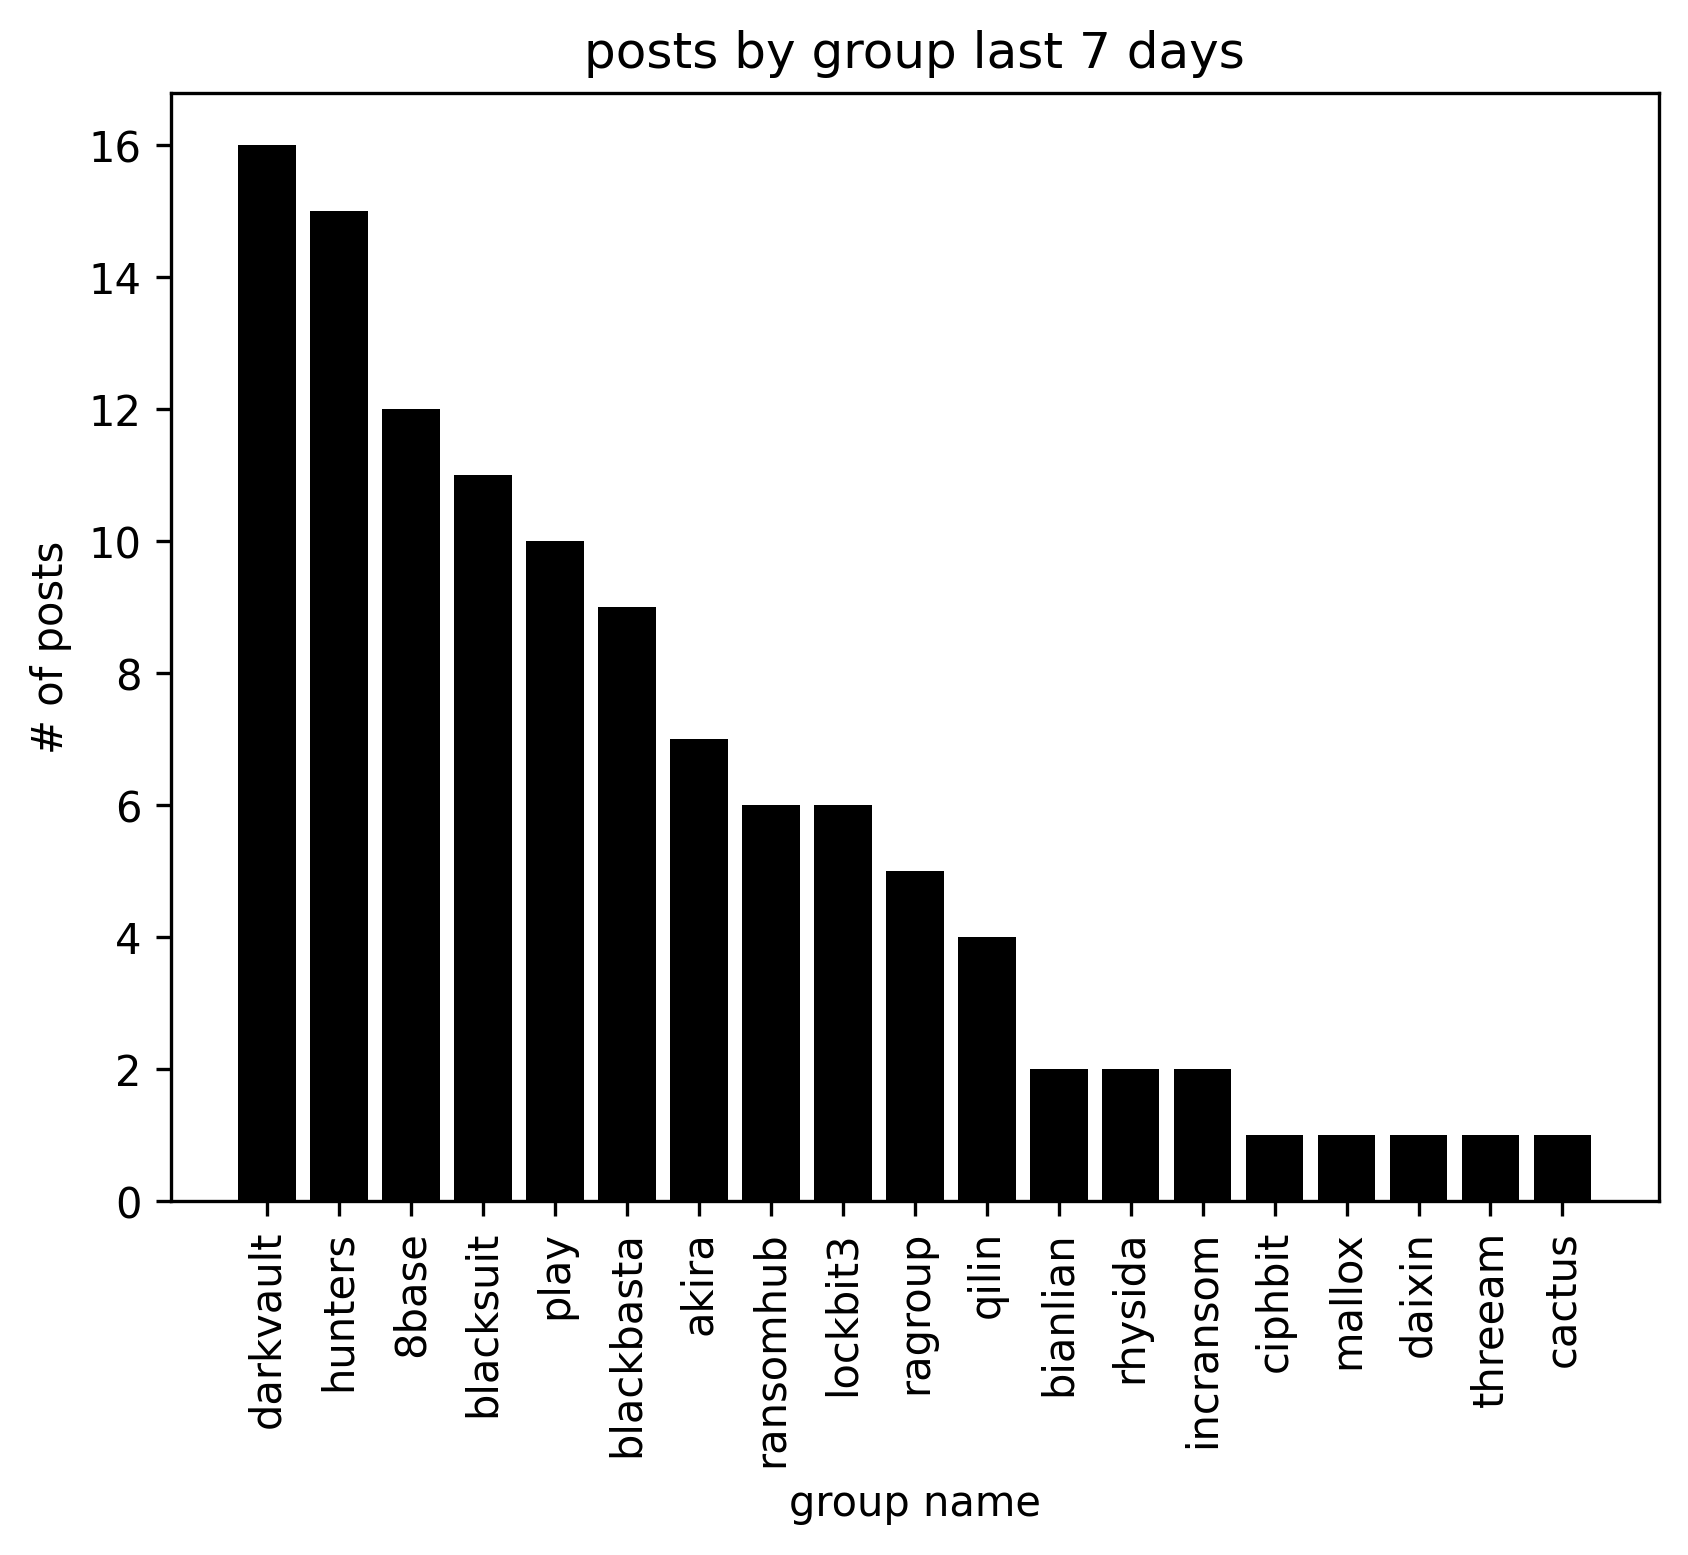 posts by group last 7 days
# of posts
16
14
12
10
8
6
4
2
0
darkvault
hunters
8base
blacksuit
play
blackbasta
akira
ransomhub
lockbit3
ragroup
qilin
bianlian
rhysida
incransom
ciphbit
mallox
daixin
threeam
cactus
group name